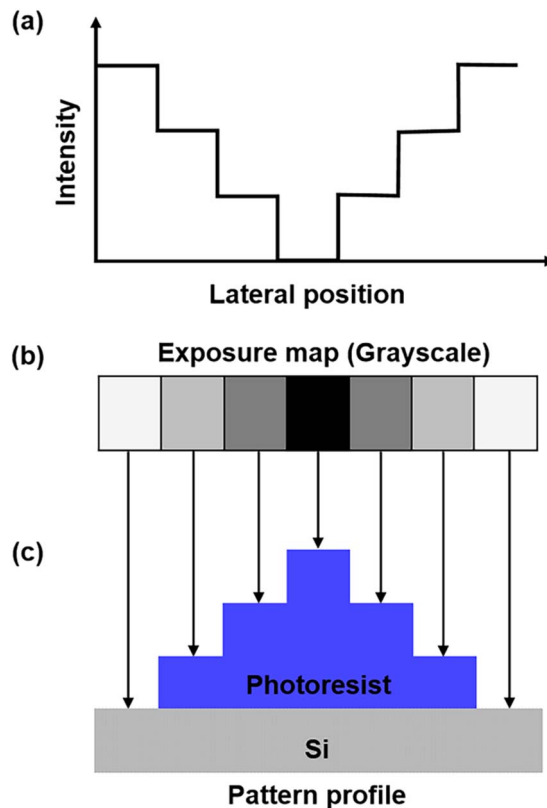 (a)
Intensity
Lateral position
(b)
Exposure map (Grayscale)
(c)
Photoresist
Si
Pattern profile